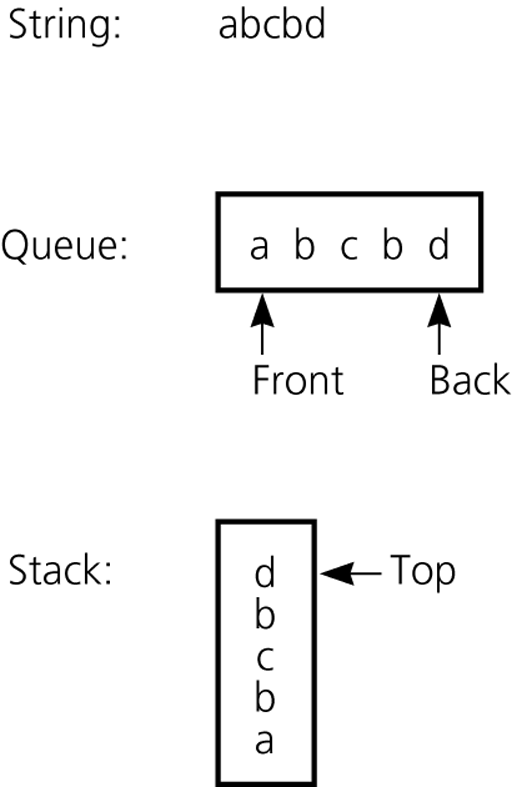 String: abcbd
Queue: a b c b d
Front Back
Stack: d Top
b
c
b
a